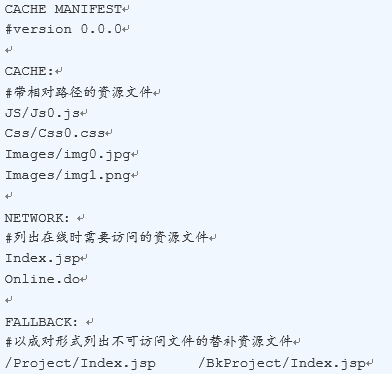 CACHE MANIFEST
#version 0.0.0
CACHE:
#带相对路径的资源文件
JS/Js0.js
Css/Css0.css
Images/img0.jpg
Images/img1.png
NETWORK:
#列出在线时需要访问的资源文件
Index.jsp
Online.do
FALLBACK:
#以成对形式列出不可访问文件的替补资源文件
/Project/Index.jsp /BkProject/Index.jsp